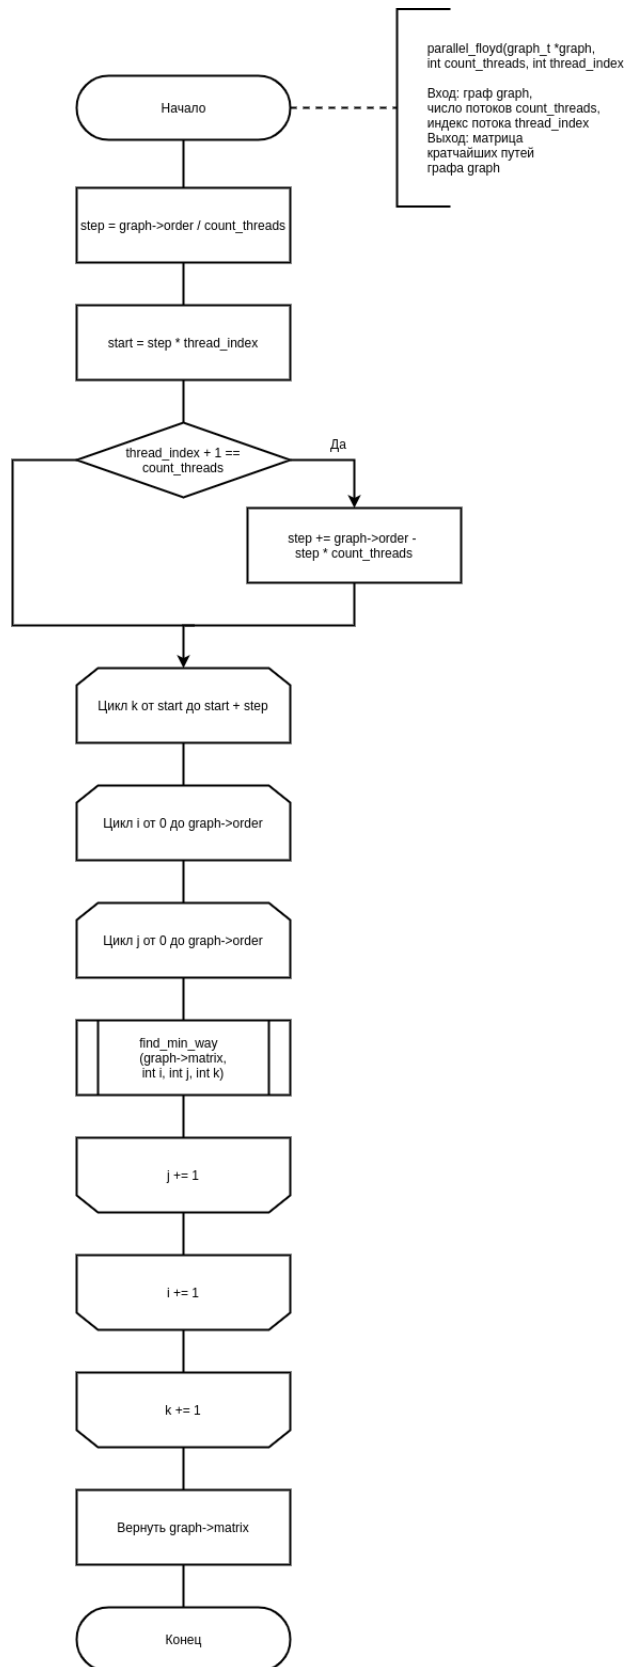 parallel_floyd(graph_t *graph,
int count_threads, int thread_index
Вход: граф graph,
число потоков count_threads,
индекс потока thread_index
Выход: матрица
кратчайших путей
графа graph
Начало
step = graph->order / count_threads
start = step * thread_index
thread_index + 1 ==
count_threads
Да
step += graph->order -
step * count_threads
Цикл k от start до start + step
Цикл i от 0 до graph->order
Цикл j от 0 до graph->order
find_min_way
(graph->matrix,
int i, int j, int k)
j += 1
i += 1
k += 1
Вернуть graph->matrix
Конец